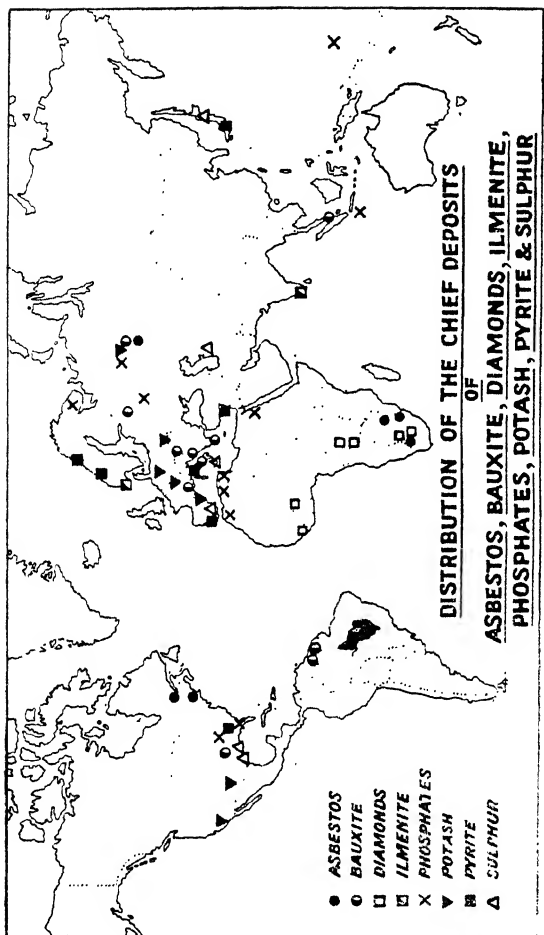 DISTRIBUTION OF THE CHIEF DEPOSITS
OF
ASBESTOS, BAUXITE, DIAMONDS, ILMENITE,
PHOSPHATES, POTASH, PYRITE & SULPHUR
ASBESTOS
BAUXITE
DIAMONDS
ILMENITE
PHOSPHATES
POTASH
PYRITE
SULPHUR